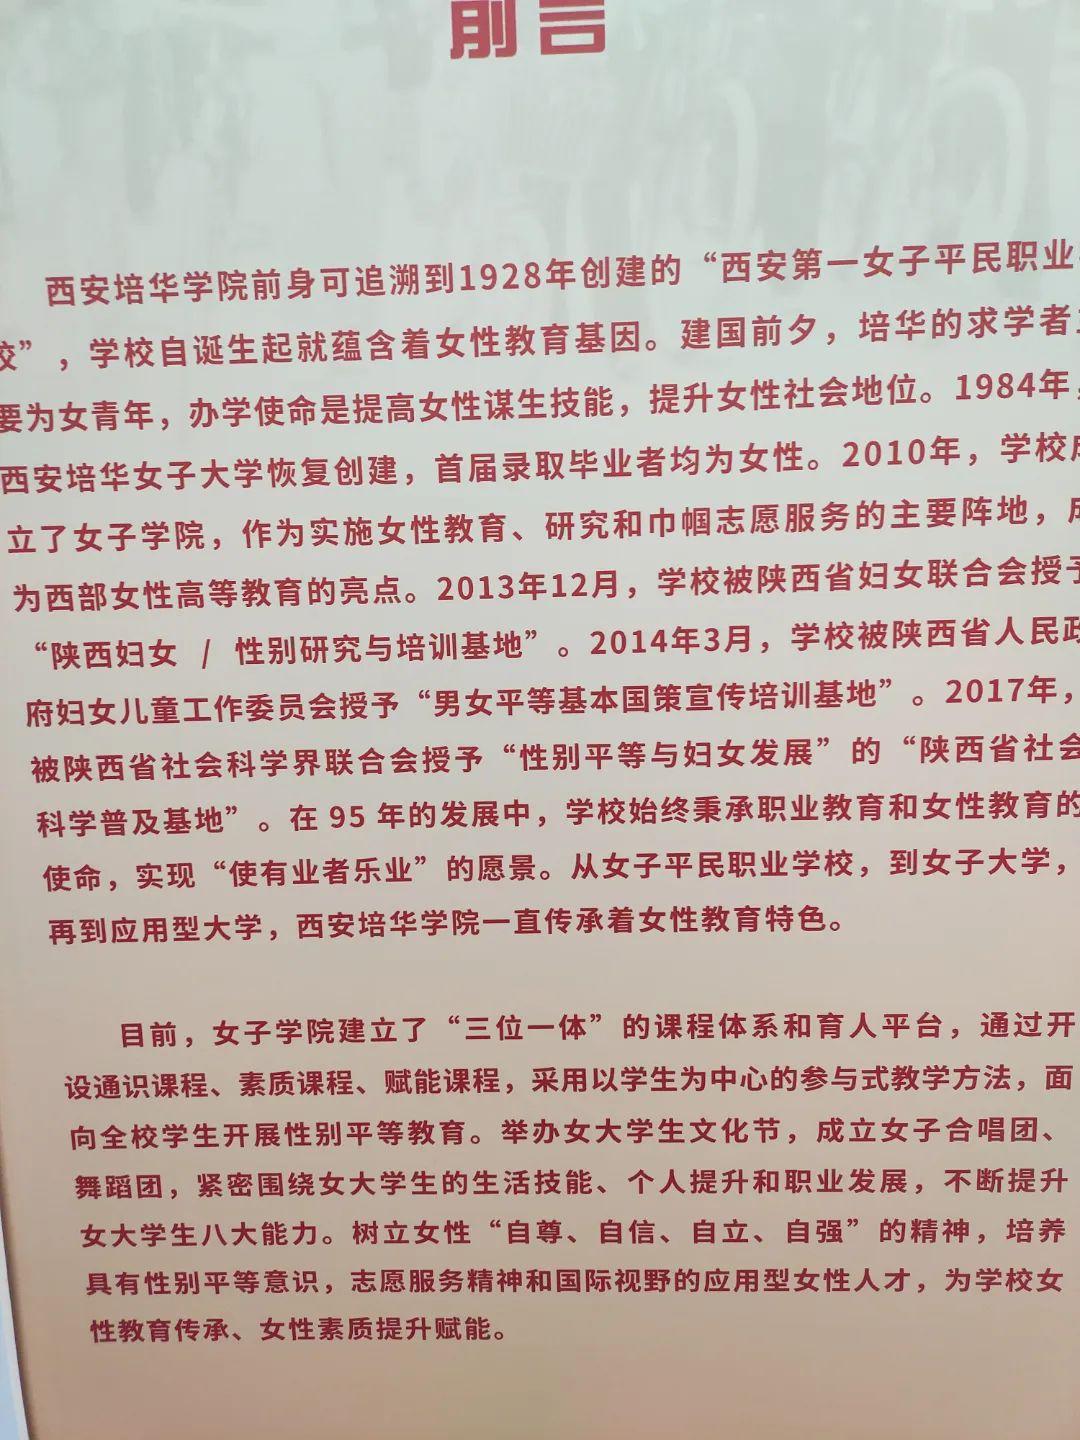 前言
西安培华学院前身可追溯到1928年创建的“西安第一女子平民职业
校”，学校自诞生起就蕴含着女性教育基因。建国前夕，培华的求学者
要为女青年，办学使命是提高女性谋生技能，提升女性社会地位。1984年，
西安培华女子大学恢复创建，首届录取毕业者均为女性。2010年，学校成
立了女子学院，作为实施女性教育、研究和巾帼志愿服务的主要阵地，成
为西部女性高等教育的亮点。2013年12月，学校被陕西省妇女联合会授予
“陕西妇女 / 性别研究与培训基地”。2014年3月，学校被陕西省人民政
府妇女儿童工作委员会授予“男女平等基本国策宣传培训基地”。2017年，
被陕西省社会科学界联合会授予“性别平等与妇女发展”的“陕西省社会
科学普及基地”。在 95 年的发展中，学校始终秉承职业教育和女性教育的
使命，实现“使有业者乐业”的愿景。从女子平民职业学校，到女子大学，
再到应用型大学，西安培华学院一直传承着女性教育特色。
目前，女子学院建立了“三位一体”的课程体系和育人平台，通过开
设通识课程、素质课程、赋能课程，采用以学生为中心的参与式教学方法，面
向全校学生开展性别平等教育。举办女大学生文化节，成立女子合唱团、
舞蹈团，紧密围绕女大学生的生活技能、个人提升和职业发展，不断提升
女大学生八大能力。树立女性“自尊、自信、自立、自强”的精神，培养
具有性别平等意识，志愿服务精神和国际视野的应用型女性人才，为学校女
性教育传承、女性素质提升赋能。